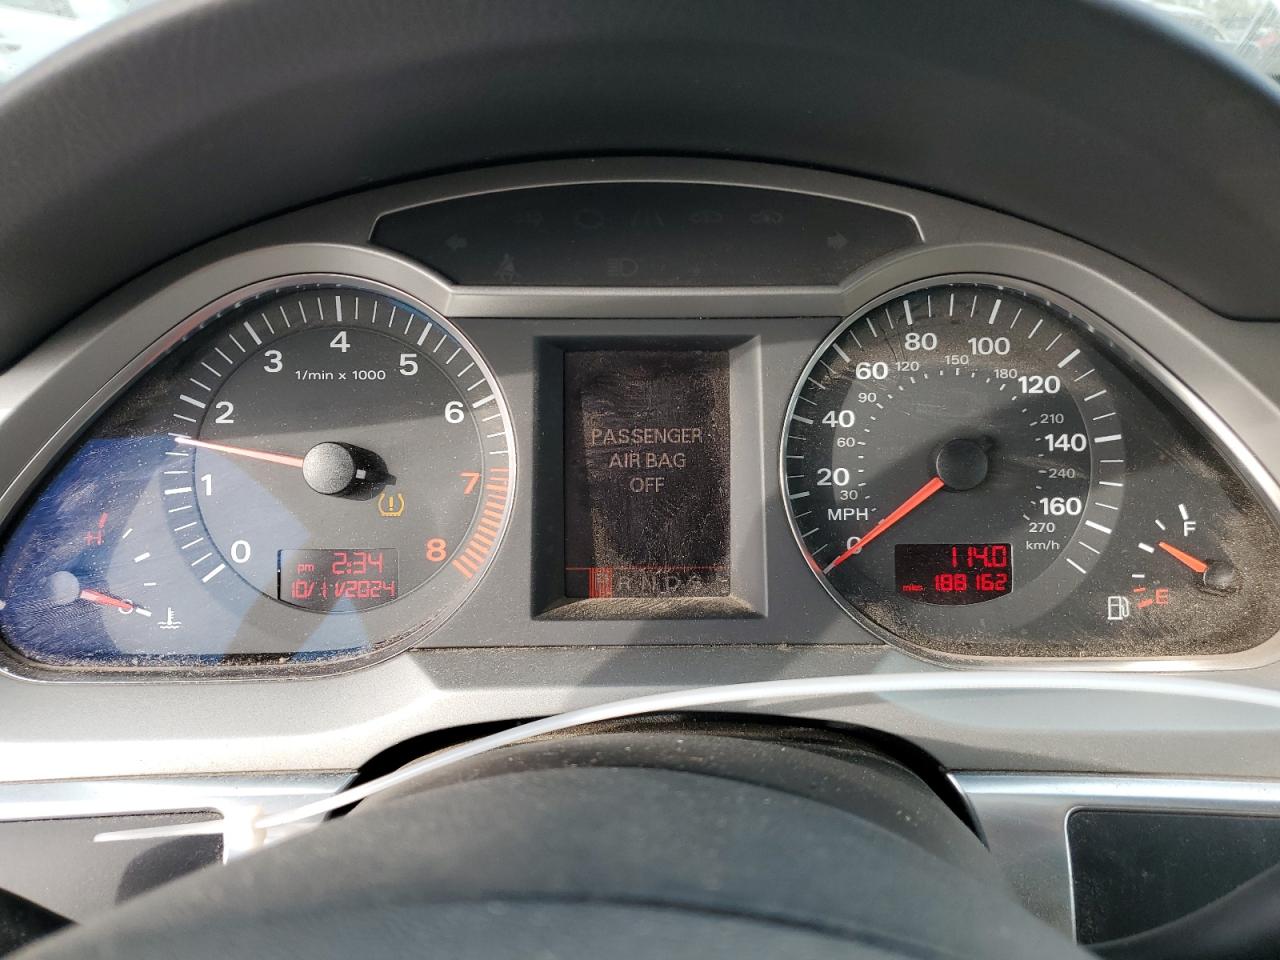 0
1
2
3
4
5
6
7
8
1/min x 1000
H
C
pm 2:34
10/11/2024
PASSENGER
AIR BAG
OFF
P R N D S
0
20
40
60
80
100
120
140
160
MPH
30
60
90
120
150
180
210
240
270
km/h
114.0
miles 188162
F
E